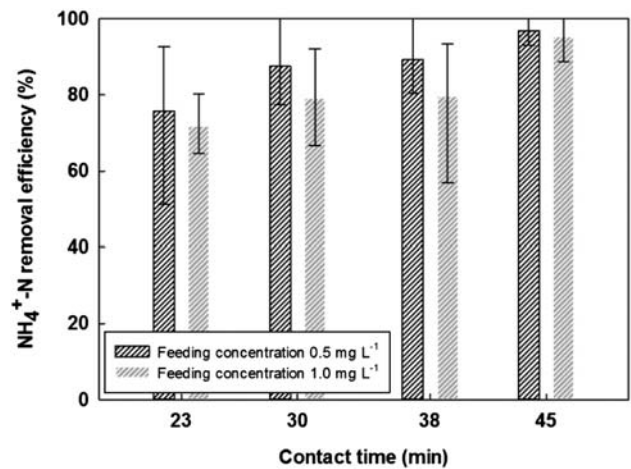 NH₄⁺-N removal efficiency (%)
100
80
60
40
20
0
Feeding concentration 0.5 mg L⁻¹
Feeding concentration 1.0 mg L⁻¹
23 30 38 45
Contact time (min)